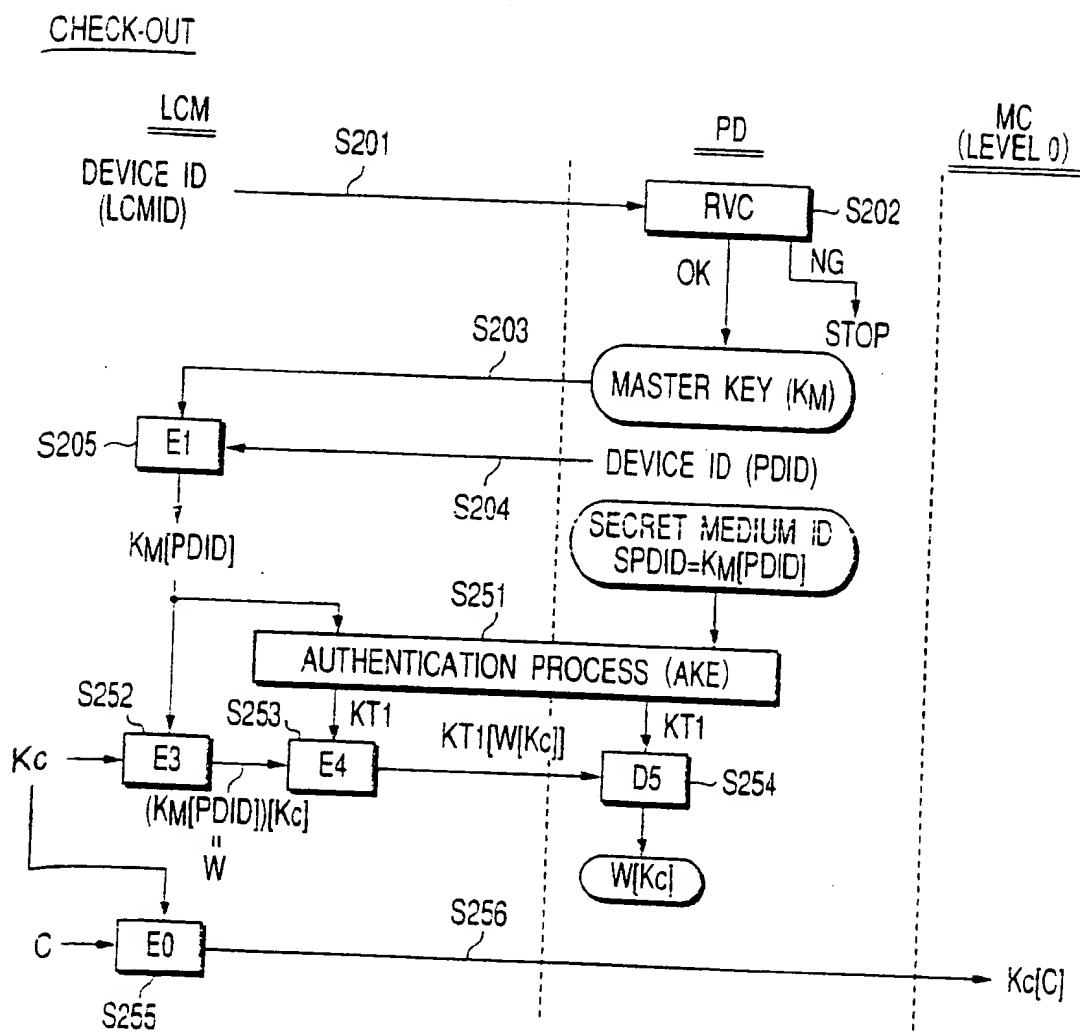 CHECK-OUT
LCM
PD
MC
(LEVEL 0)
DEVICE ID
(LCMID)
S201
RVC
S202
OK
NG
STOP
S203
MASTER KEY (KM)
S205
E1
DEVICE ID (PDID)
S204
KM[PDID]
SECRET MEDIUM ID
SPDID=KM[PDID]
S251
AUTHENTICATION PROCESS (AKE)
S252
S253
KT1
KT1[W[Kc]]
KT1
Kc
E3
E4
D5
S254
(KM[PDID])[Kc]
"
W
W[Kc]
S256
C
E0
Kc[C]
S255